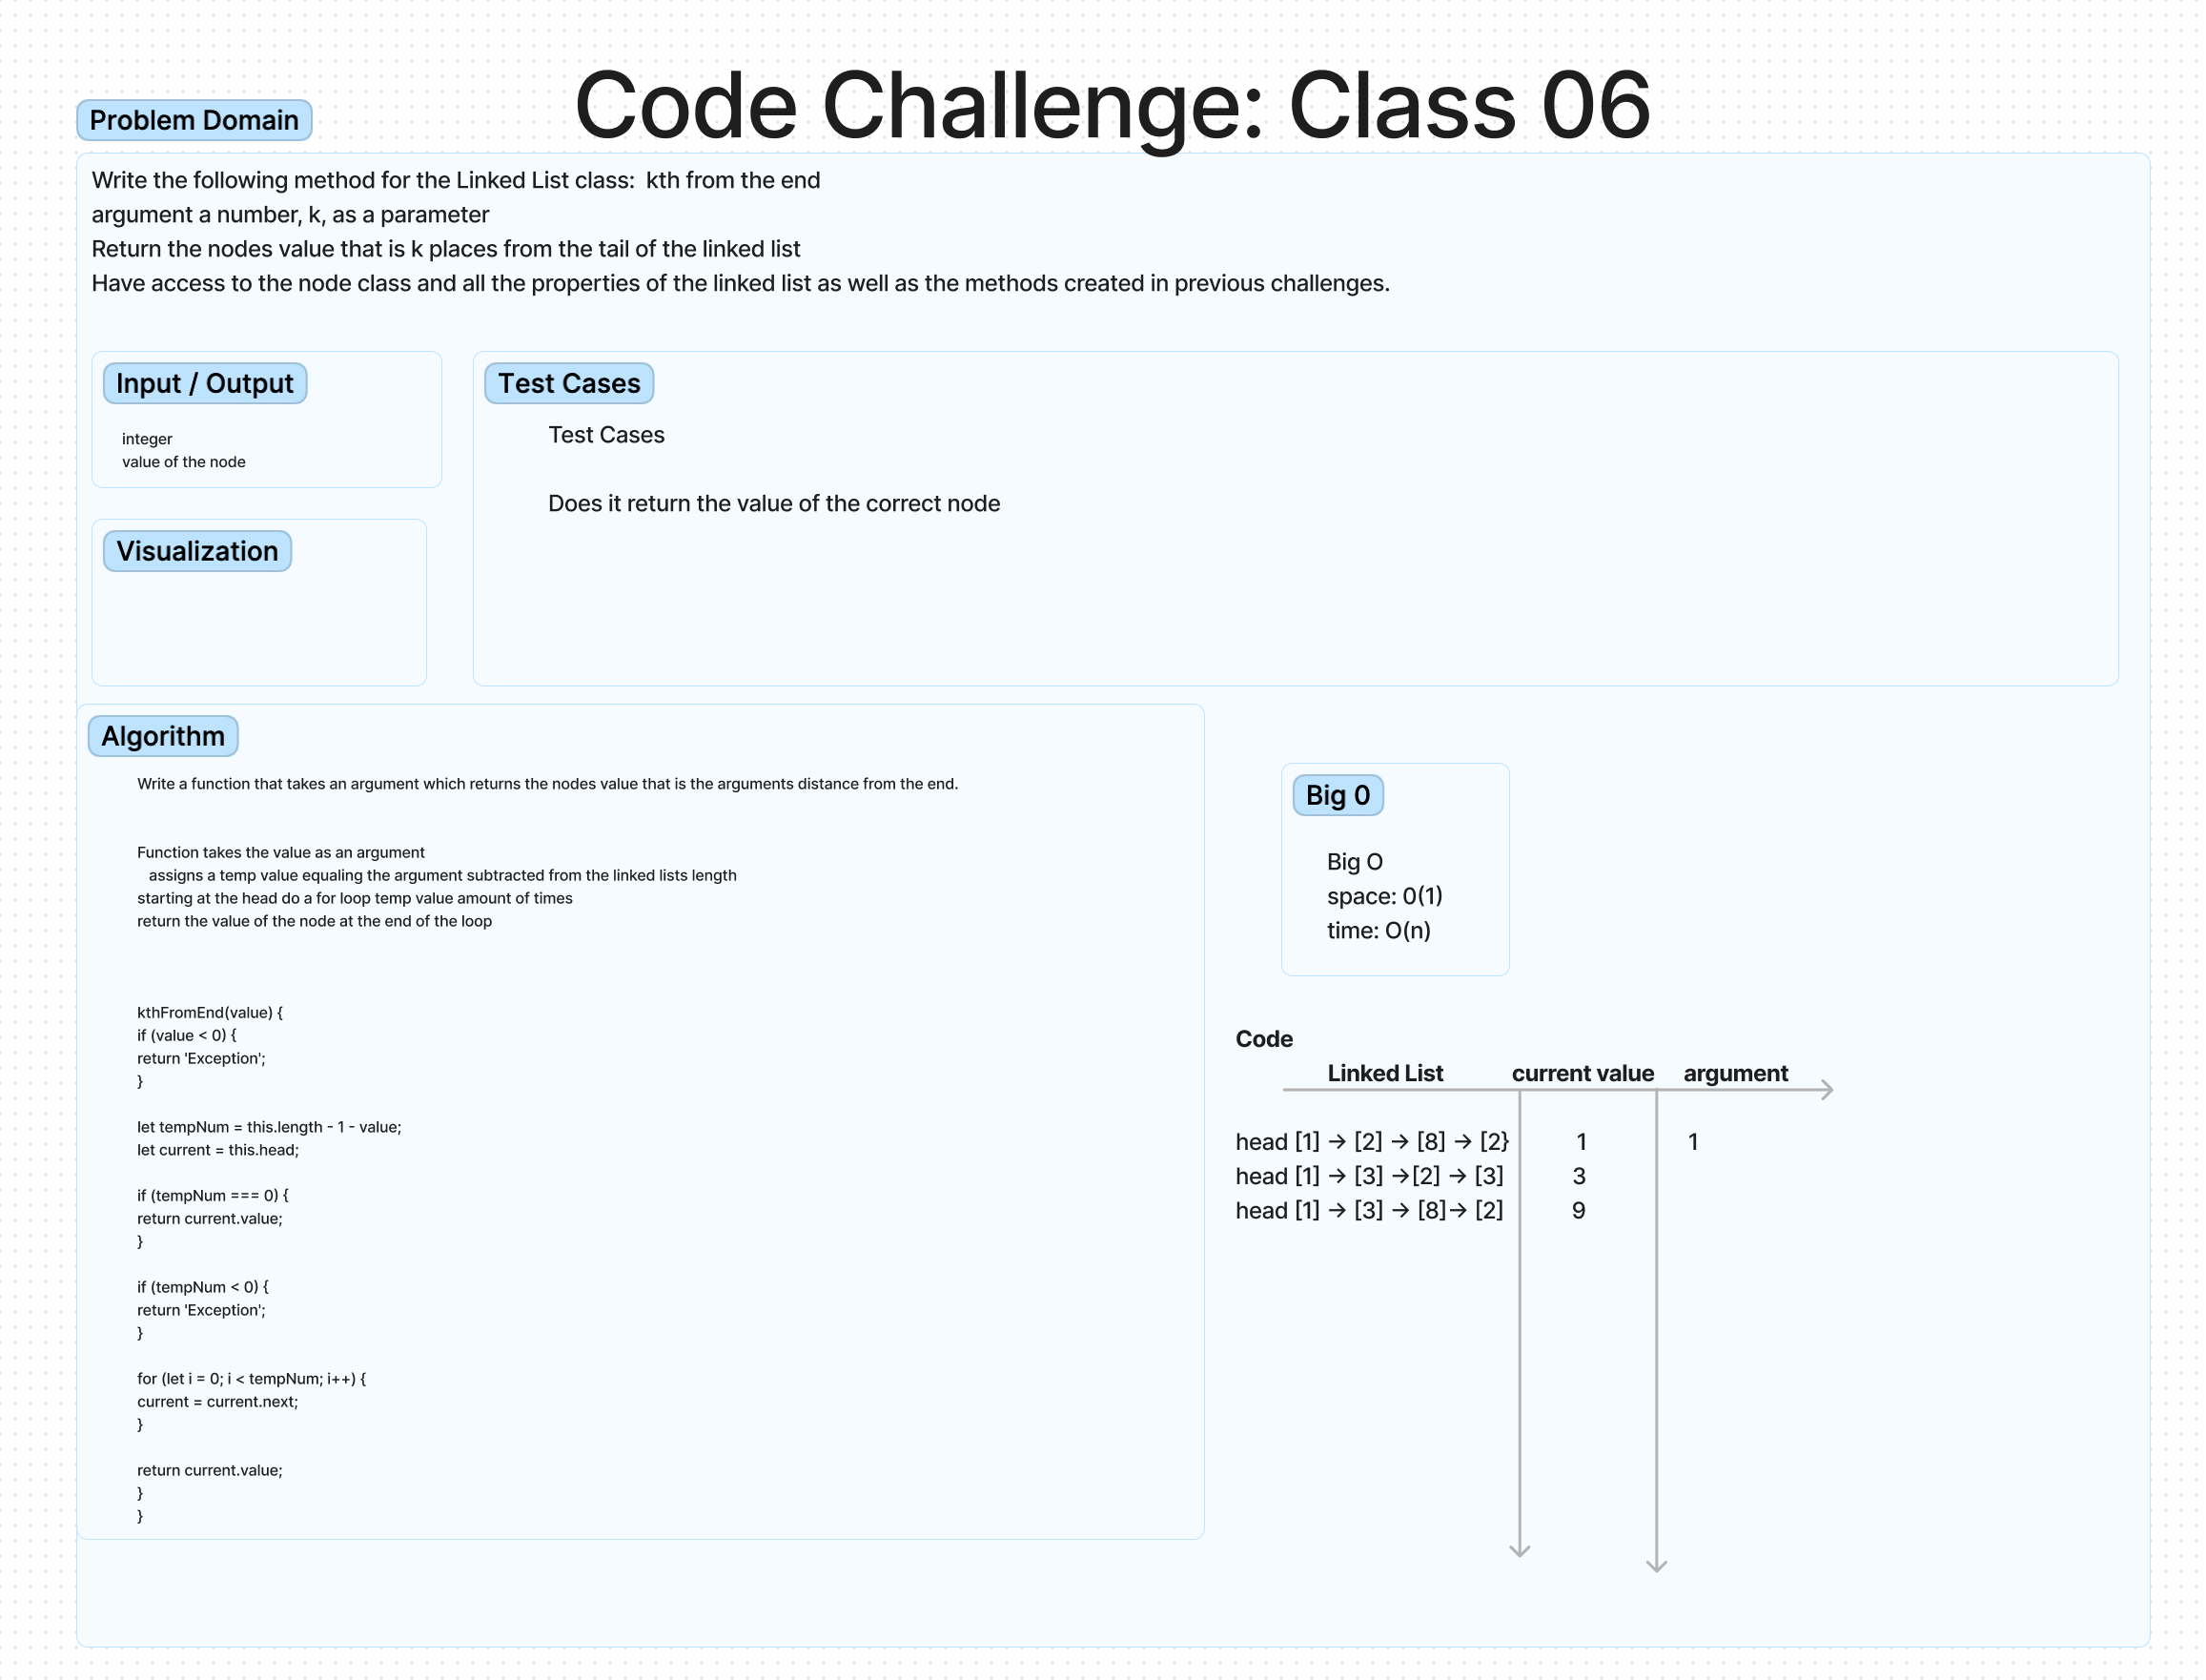 Code Challenge: Class 06
Problem Domain
Write the following method for the Linked List class:  kth from the end
argument a number, k, as a parameter
Return the nodes value that is k places from the tail of the linked list
Have access to the node class and all the properties of the linked list as well as the methods created in previous challenges.
Input / Output
integer
value of the node
Test Cases
Test Cases
Does it return the value of the correct node
Visualization
Algorithm
Write a function that takes an argument which returns the nodes value that is the arguments distance from the end.
Function takes the value as an argument
assigns a temp value equaling the argument subtracted from the linked lists length
starting at the head do a for loop temp value amount of times
return the value of the node at the end of the loop
kthFromEnd(value) {
if (value < 0) {
return 'Exception';
}
let tempNum = this.length - 1 - value;
let current = this.head;
if (tempNum === 0) {
return current.value;
}
if (tempNum < 0) {
return 'Exception';
}
for (let i = 0; i < tempNum; i++) {
current = current.next;
}
return current.value;
}
}
Big 0
Big O
space: 0(1)
time: O(n)
Code
Linked List current value argument
head [1] → [2] → [8] → [2} 1 1
head [1] → [3] →[2] → [3] 3
head [1] → [3] → [8]→ [2] 9